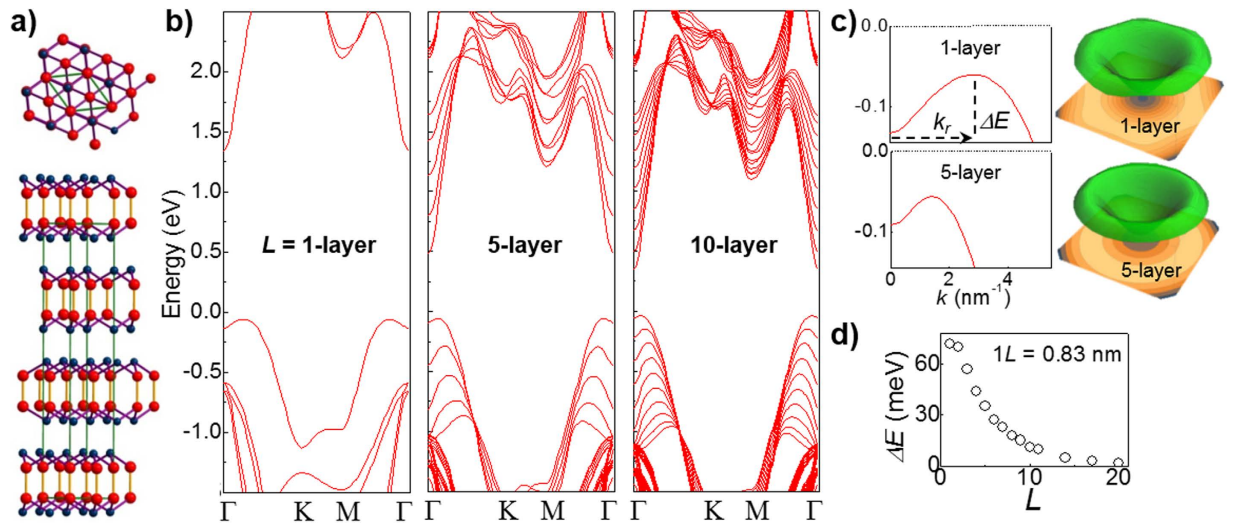 a)
b)
Energy (eV)
2.0
1.5
1.0
0.5
0.0
-0.5
-1.0
L = 1-layer
5-layer
10-layer
Γ K M Γ
Γ K M Γ
Γ K M Γ
c)
0.0
-0.1
1-layer
kr
ΔE
1-layer
0.0
-0.1
5-layer
0 2 4
k (nm-1)
5-layer
d)
ΔE (meV)
60
30
0
1L = 0.83 nm
0 10 20
L